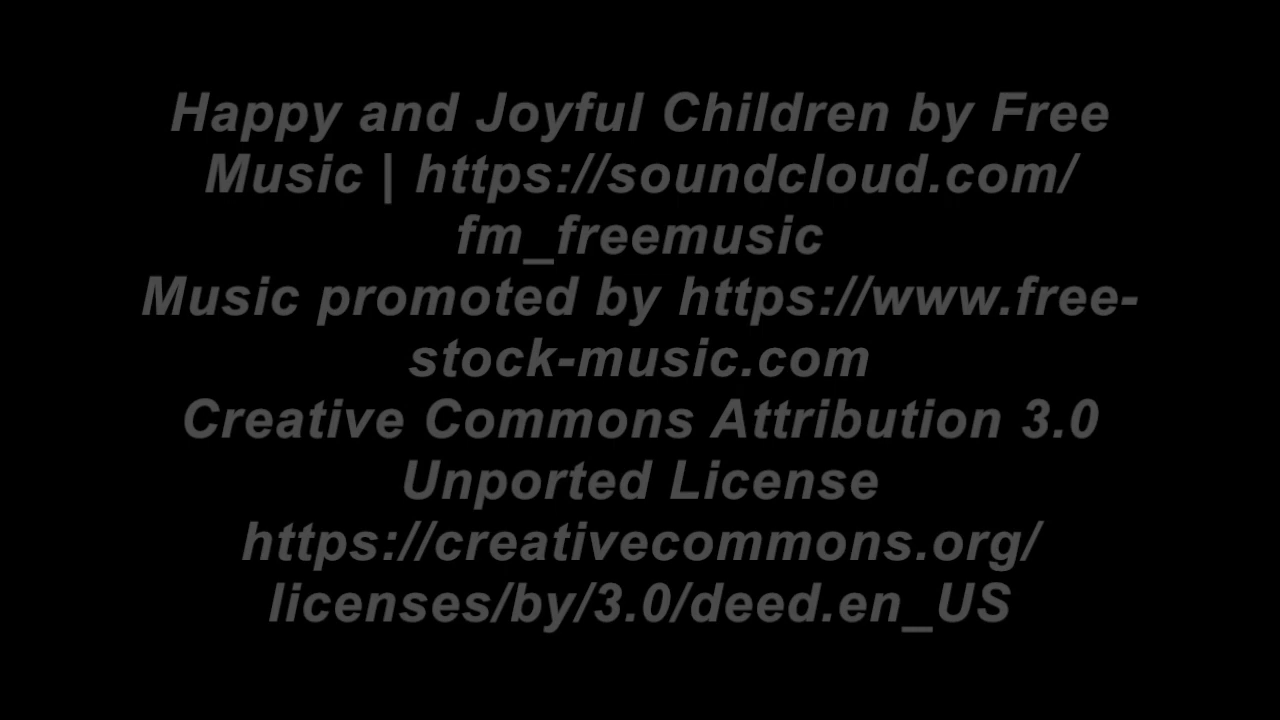 Happy and Joyful Children by Free
Music | https://soundcloud.com/
fm_freemusic
Music promoted by https://www.free-
stock-music.com
Creative Commons Attribution 3.0
Unported License
https://creativecommons.org/
licenses/by/3.0/deed.en_US